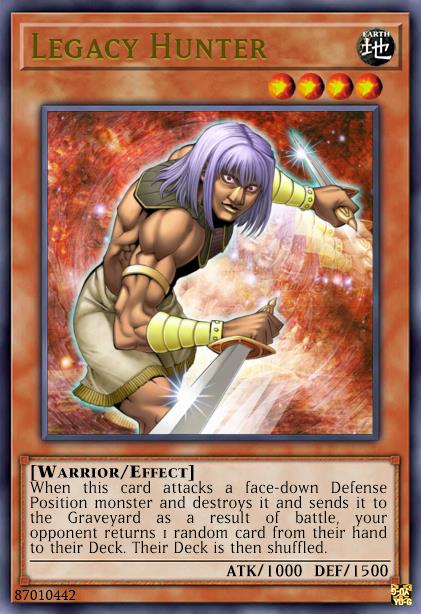 Legacy Hunter
EARTH
地
[Warrior/Effect]
When this card attacks a face-down Defense
Position monster and destroys it and sends it to
the Graveyard as a result of battle, your
opponent returns 1 random card from their hand
to their Deck. Their Deck is then shuffled.
ATK/1000 DEF/1500
87010442